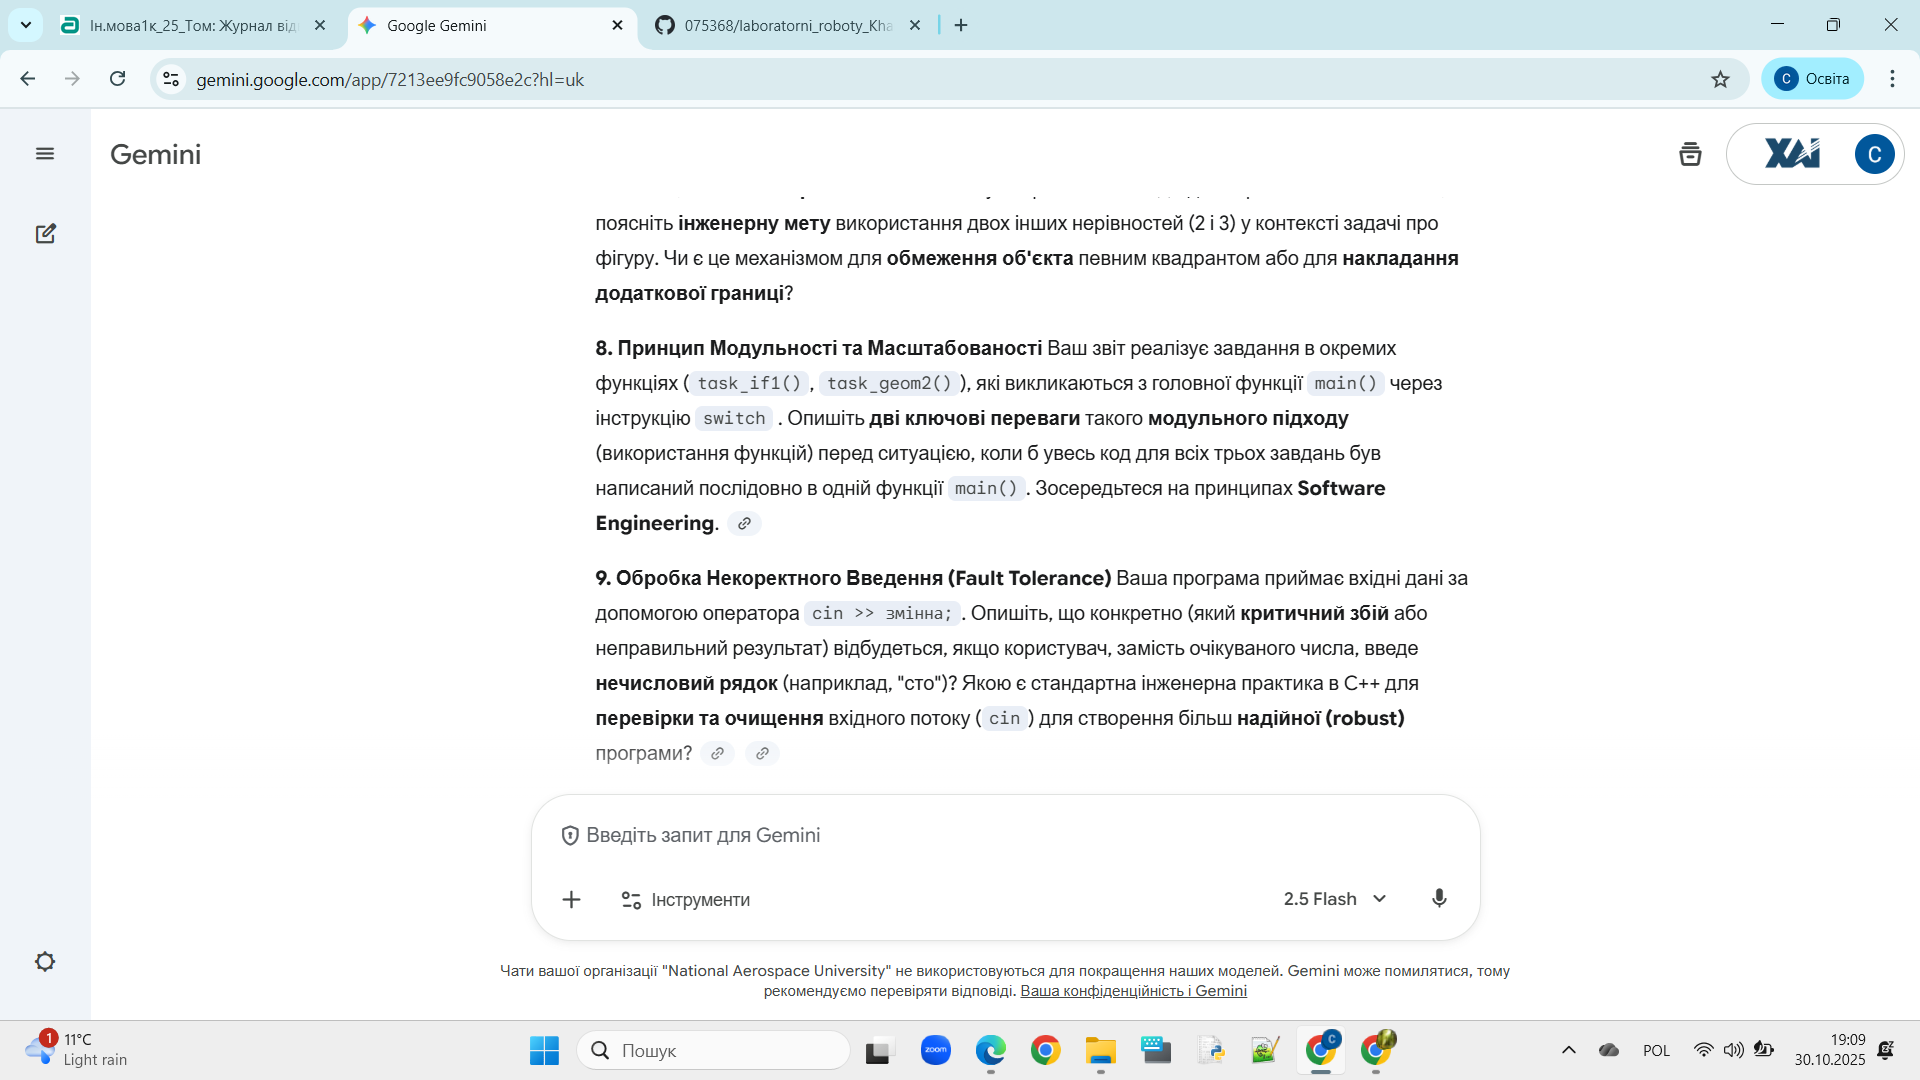 Ін.мова1к_25_Том: Журнал від
Google Gemini
075368/laboratorni_roboty_Kha
gemini.google.com/app/7213ee9fc9058e2c?hl=uk
C Освіта
Gemini
XAI
C
поясніть інженерну мету використання двох інших нерівностей (2 і 3) у контексті задачі про
фігуру. Чи є це механізмом для обмеження об'єкта певним квадрантом або для накладання
додаткової границі?
8. Принцип Модульності та Масштабованості Ваш звіт реалізує завдання в окремих
функціях ( task_if1() , task_geom2() ), які викликаються з головної функції main() через
інструкцію switch . Опишіть дві ключові переваги такого модульного підходу
(використання функцій) перед ситуацією, коли б увесь код для всіх трьох завдань був
написаний послідовно в одній функції main() . Зосередьтеся на принципах Software
Engineering.
9. Обробка Некоректного Введення (Fault Tolerance) Ваша програма приймає вхідні дані за
допомогою оператора cin >> змінна; . Опишіть, що конкретно (який критичний збій або
неправильний результат) відбудеться, якщо користувач, замість очікуваного числа, введе
нечисловий рядок (наприклад, "сто")? Якою є стандартна інженерна практика в C++ для
перевірки та очищення вхідного потоку ( cin ) для створення більш надійної (robust)
програми?
Введіть запит для Gemini
Інструменти
2.5 Flash
Чати вашої організації "National Aerospace University" не використовуються для покращення наших моделей. Gemini може помилятися, тому
рекомендуємо перевіряти відповіді. Ваша конфіденційність і Gemini
1
11°C
Light rain
Пошук
zoom
C
POL
19:09
30.10.2025